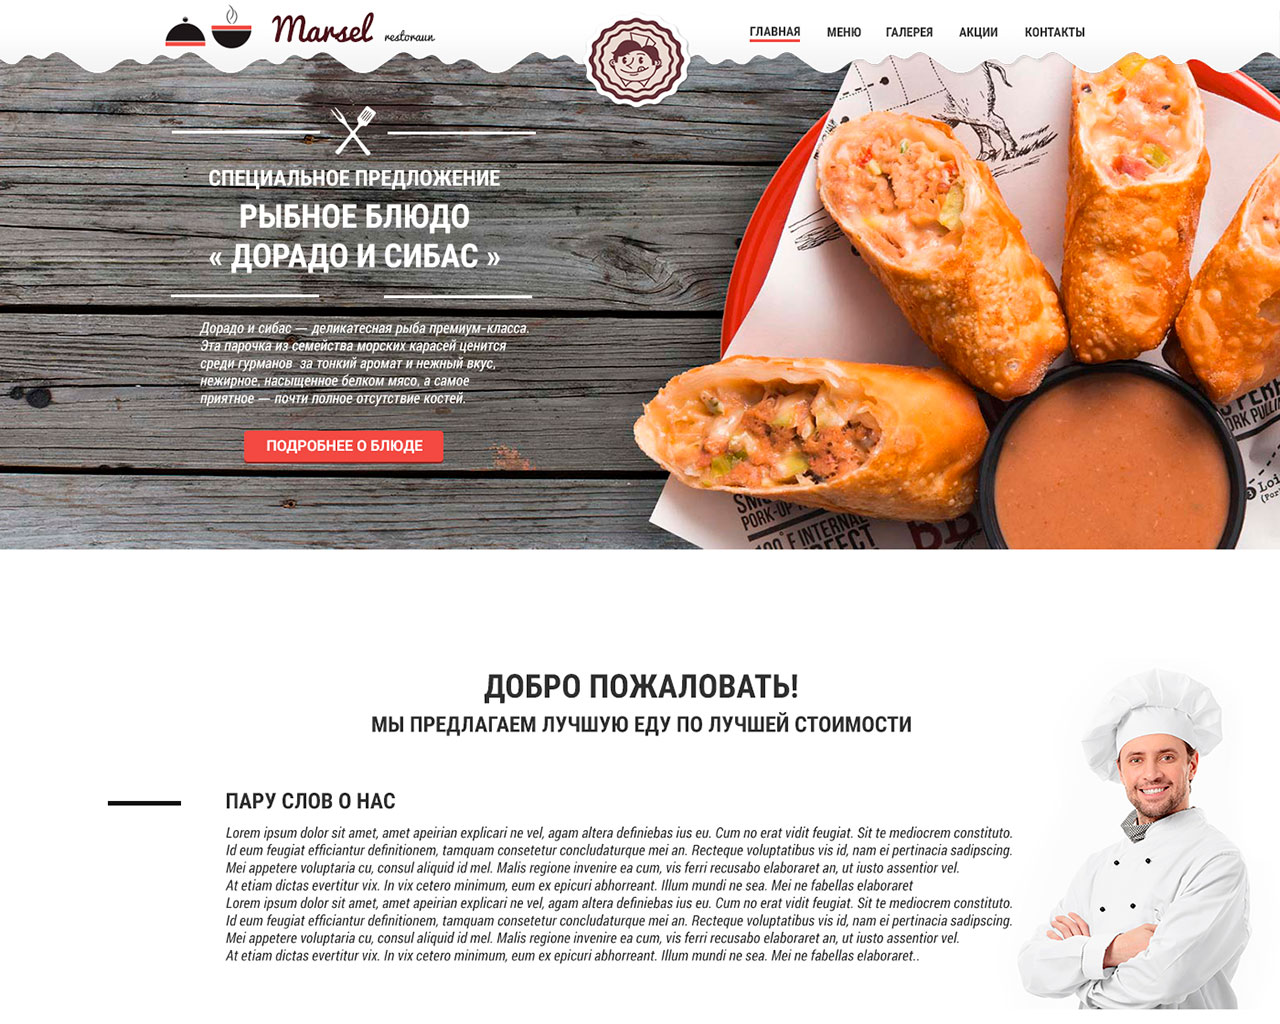 Marsel restoraun
ГЛАВНАЯ МЕНЮ ГАЛЕРЕЯ АКЦИИ КОНТАКТЫ
СПЕЦИАЛЬНОЕ ПРЕДЛОЖЕНИЕ
РЫБНОЕ БЛЮДО
« ДОРАДО И СИБАС »
Дорадо и сибас — деликатесная рыба премиум-класса.
Эта парочка из семейства морских карасей ценится
среди гурманов за тонкий аромат и нежный вкус,
нежирное, насыщенное белком мясо, а самое
приятное — почти полное отсутствие костей.
ПОДРОБНЕЕ О БЛЮДЕ
PORK-UP
100°F INTERNAL
ORK PULLI
Loi
ДОБРО ПОЖАЛОВАТЬ!
МЫ ПРЕДЛАГАЕМ ЛУЧШУЮ ЕДУ ПО ЛУЧШЕЙ СТОИМОСТИ
ПАРУ СЛОВ О НАС
Lorem ipsum dolor sit amet, amet apeirian explicari ne vel, agam altera definiebas ius eu. Cum no erat vidit feugiat. Sit te mediocrem constituto.
Id eum feugiat efficiantur definitionem, tamquam consetetur concludaturque mei an. Recteque voluptatibus vis id, nam ei pertinacia sadipscing.
Mei appetere voluptaria cu, consul aliquid id mel. Malis regione invenire ea cum, vis ferri recusabo elaboraret an, ut iusto assentior vel.
At etiam dictas evertitur vix. In vix cetero minimum, eum ex epicuri abhorreant. Illum mundi ne sea. Mei ne fabellas elaboraret
Lorem ipsum dolor sit amet, amet apeirian explicari ne vel, agam altera definiebas ius eu. Cum no erat vidit feugiat. Sit te mediocrem constituto.
Id eum feugiat efficiantur definitionem, tamquam consetetur concludaturque mei an. Recteque voluptatibus vis id, nam ei pertinacia sadipscing.
Mei appetere voluptaria cu, consul aliquid id mel. Malis regione invenire ea cum, vis ferri recusabo elaboraret an, ut iusto assentior vel.
At etiam dictas evertitur vix. In vix cetero minimum, eum ex epicuri abhorreant. Illum mundi ne sea. Mei ne fabellas elaboraret..